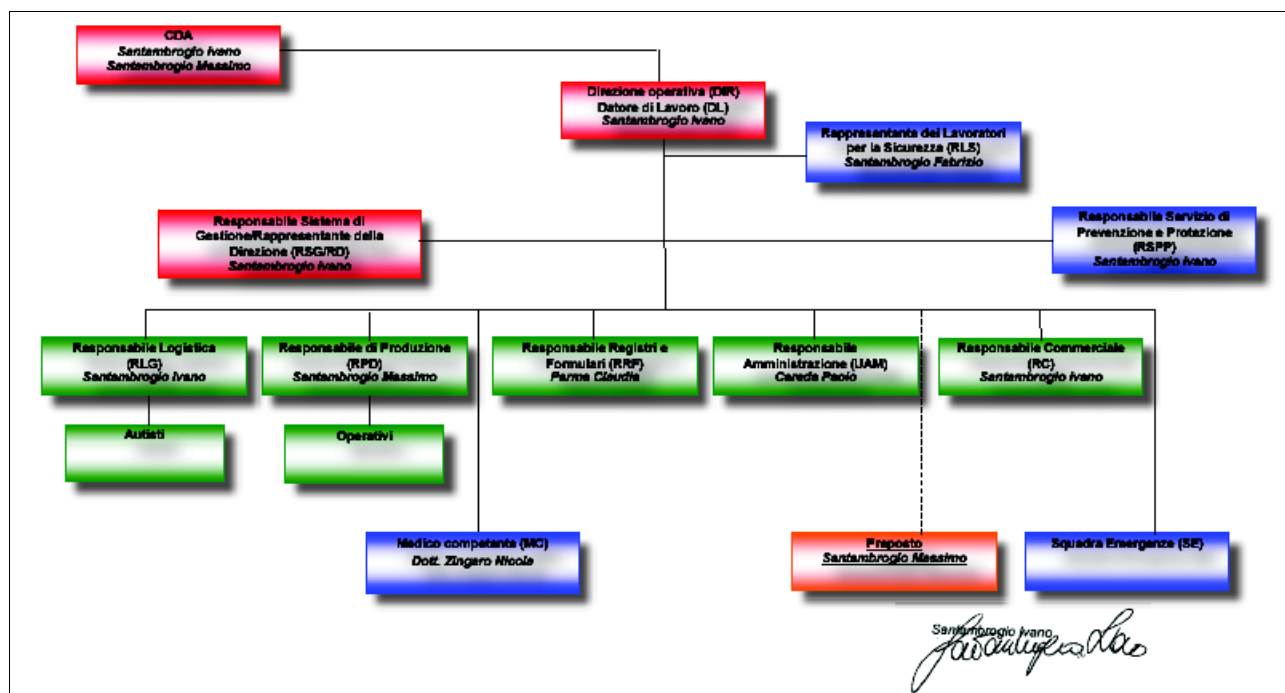 CDA
Santambrogio Ivano
Santambrogio Massimo
Direzione operativa (DIR)
Datore di Lavoro (DL)
Santambrogio Ivano
Rappresentante dei Lavoratori
per la Sicurezza (RLS)
Santambrogio Fabrizio
Responsabile Sistema di
Gestione/Rappresentante della
Direzione (RSG/RD)
Santambrogio Ivano
Responsabile Servizio di
Prevenzione e Protezione
(RSPP)
Santambrogio Ivano
Responsabile Logistica
(RLG)
Santambrogio Ivano
Responsabile di Produzione
(RPD)
Santambrogio Massimo
Responsabile Registri e
Formulari (RRF)
Parma Claudia
Responsabile
Amministrazione (UAM)
Cereda Paolo
Responsabile Commerciale
(RC)
Santambrogio Ivano
Autisti
Operativi
Medico competente (MC)
Dott. Zingaro Nicola
Preposto
Santambrogio Massimo
Squadra Emergenze (SE)
Santambrogio Ivano